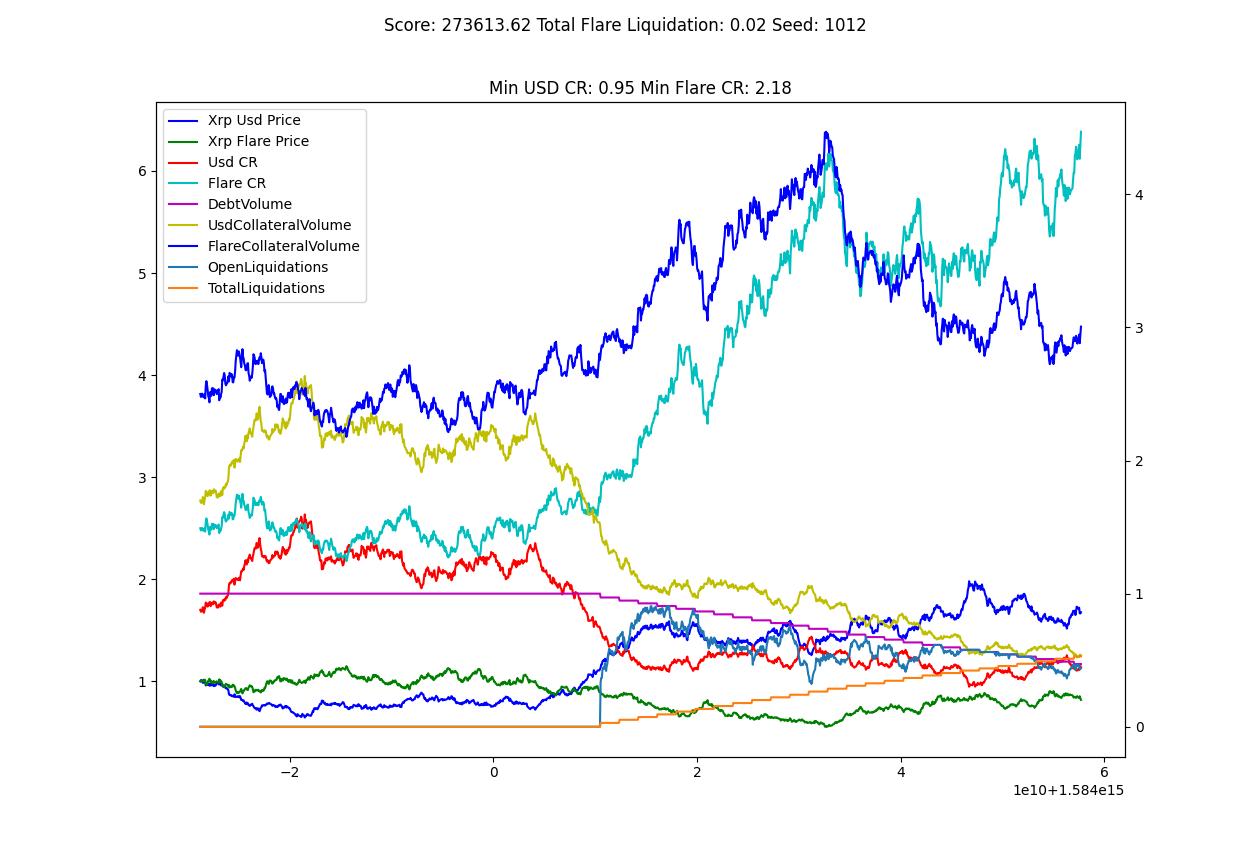 Score: 273613.62 Total Flare Liquidation: 0.02 Seed: 1012
Min USD CR: 0.95 Min Flare CR: 2.18
Xrp Usd Price
Xrp Flare Price
Usd CR
Flare CR
DebtVolume
UsdCollateralVolume
FlareCollateralVolume
OpenLiquidations
TotalLiquidations
6
5
4
3
2
1
4
3
2
1
0
−2
0
2
4
6
1e10+1.584e15